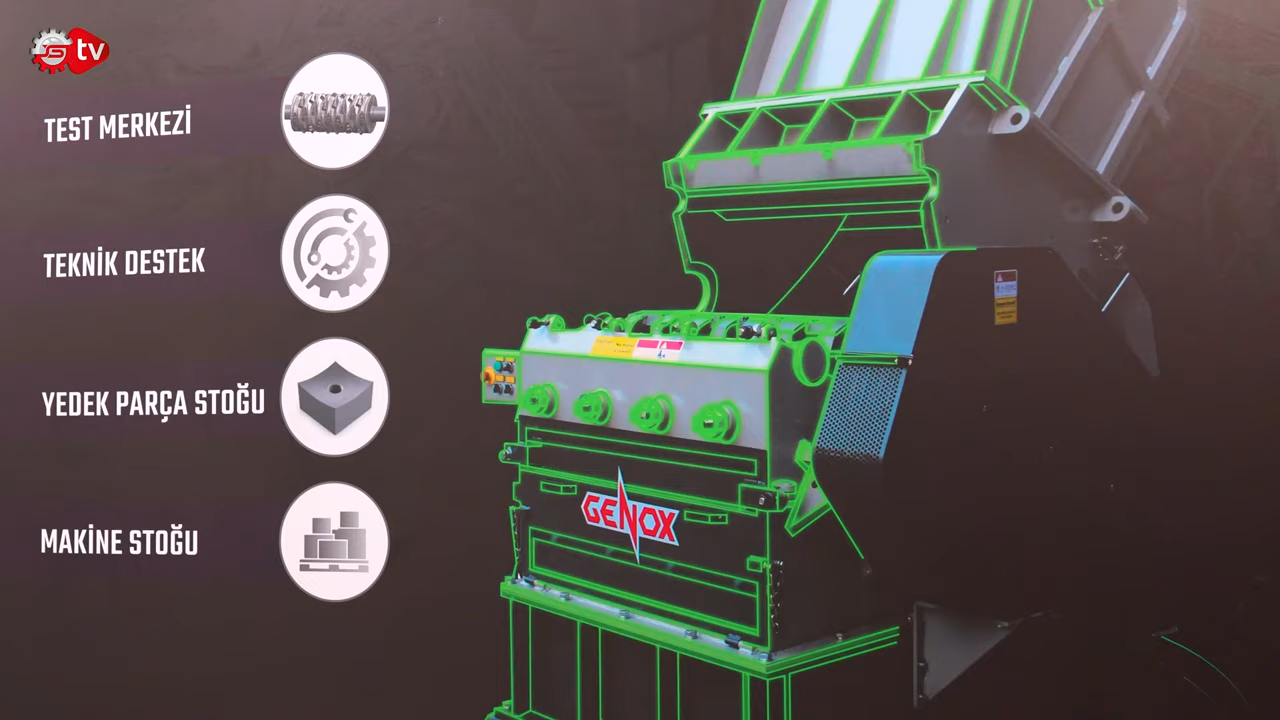 tv
TEST MERKEZİ
TEKNİK DESTEK
YEDEK PARÇA STOĞU
MAKİNE STOĞU
GENOX